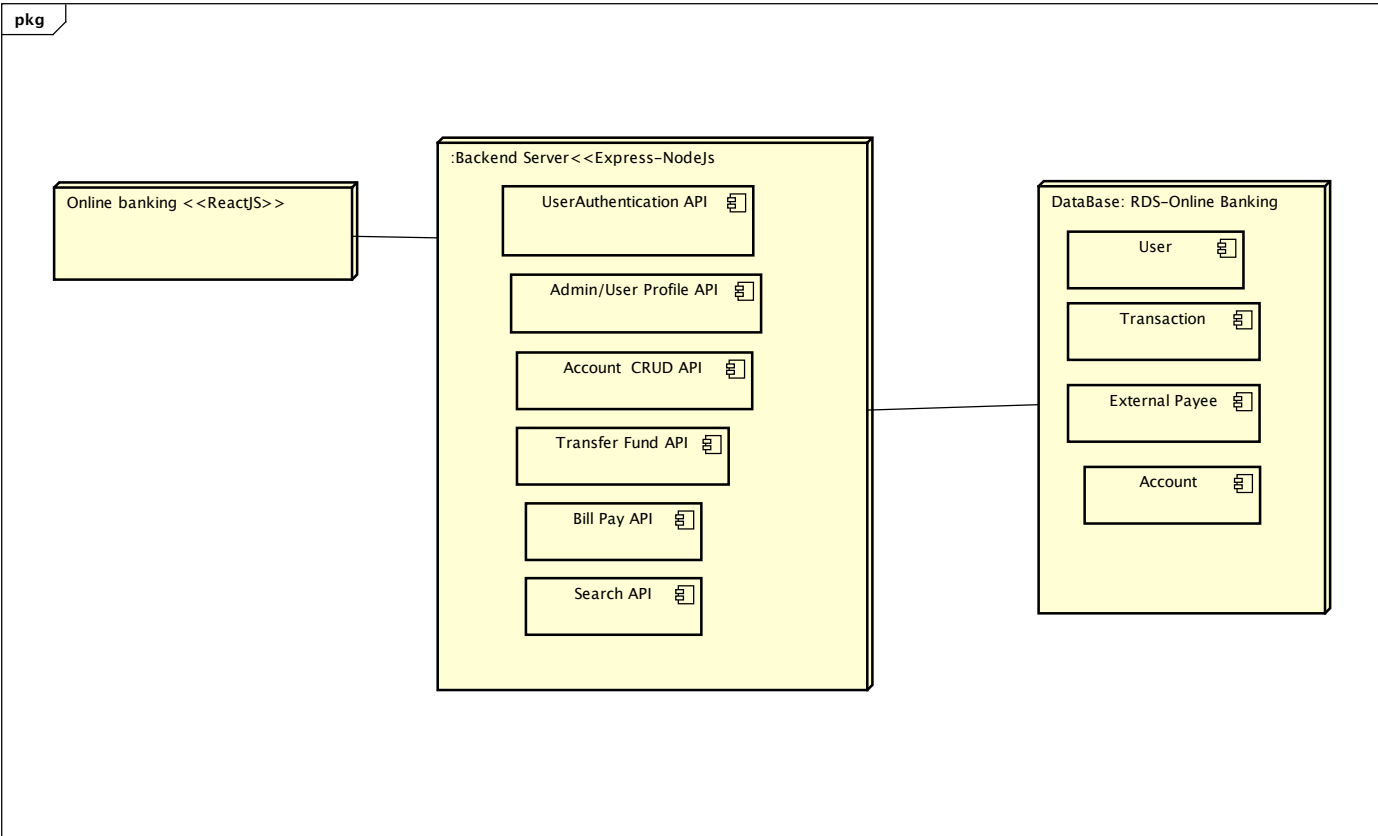 pkg
Online banking <<ReactJS>>
:Backend Server<<Express-NodeJs
UserAuthentication API
Admin/User Profile API
Account  CRUD API
Transfer Fund API
Bill Pay API
Search API
DataBase: RDS-Online Banking
User
Transaction
External Payee
Account